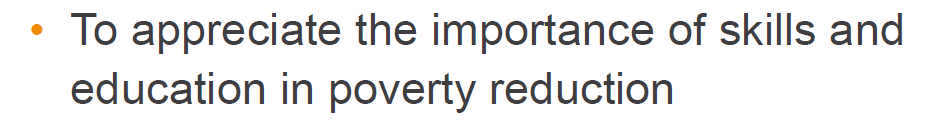 • To appreciate the importance of skills and
education in poverty reduction